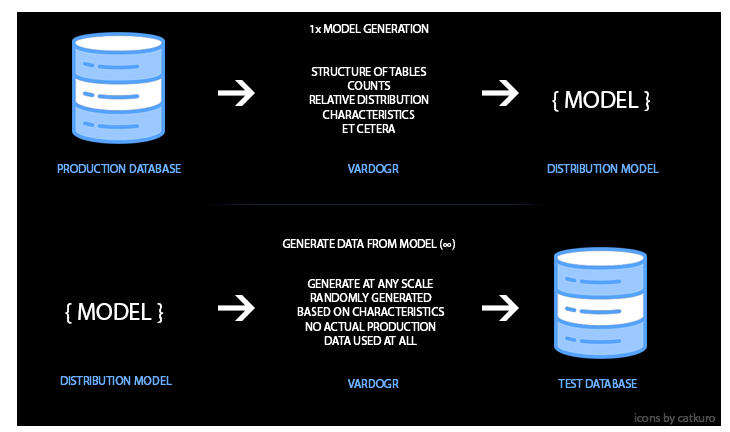 1x MODEL GENERATION
STRUCTURE OF TABLES
COUNTS
RELATIVE DISTRIBUTION
CHARACTERISTICS
ET CETERA
{ MODEL }
PRODUCTION DATABASE
VARDOGR
DISTRIBUTION MODEL
GENERATE DATA FROM MODEL (∞)
{ MODEL }
GENERATE AT ANY SCALE
RANDOMLY GENERATED
BASED ON CHARACTERISTICS
NO ACTUAL PRODUCTION
DATA USED AT ALL
DISTRIBUTION MODEL
VARDOGR
TEST DATABASE
icons by catkuro